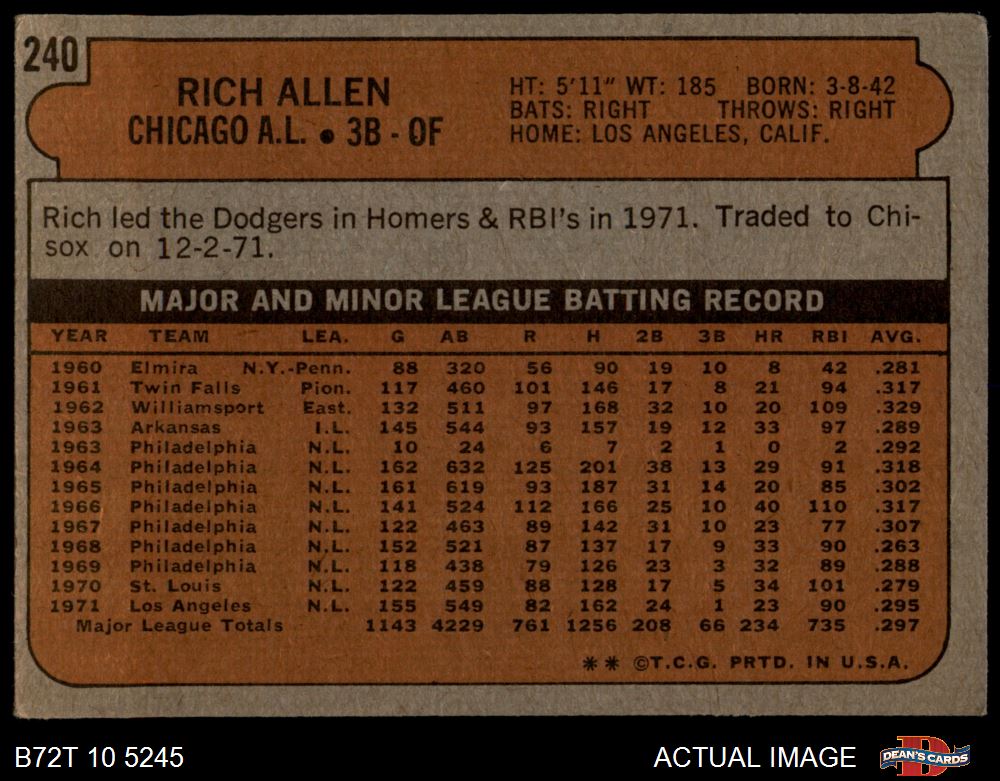 240
RICH ALLEN
CHICAGO A.L. • 3B - OF
HT: 5'11" WT: 185 BORN: 3-8-42
BATS: RIGHT THROWS: RIGHT
HOME: LOS ANGELES, CALIF.
Rich led the Dodgers in Homers & RBI's in 1971. Traded to Chi-
sox on 12-2-71.
MAJOR AND MINOR LEAGUE BATTING RECORD
YEAR TEAM LEA. G AB R H 2B 3B HR RBI AVG.
1960 Elmira N.Y.-Penn. 88 320 56 90 19 10 8 42 .281
1961 Twin Falls Pion. 117 460 101 146 17 8 21 94 .317
1962 Williamsport East. 132 511 97 168 32 10 20 109 .329
1963 Arkansas I.L. 145 544 93 157 19 12 33 97 .289
1963 Philadelphia N.L. 10 24 6 7 2 1 0 2 .292
1964 Philadelphia N.L. 162 632 125 201 38 13 29 91 .318
1965 Philadelphia N.L. 161 619 93 187 31 14 20 85 .302
1966 Philadelphia N.L. 141 524 112 166 25 10 40 110 .317
1967 Philadelphia N.L. 122 463 89 142 31 10 23 77 .307
1968 Philadelphia N.L. 152 521 87 137 17 9 33 90 .263
1969 Philadelphia N.L. 118 438 79 126 23 3 32 89 .288
1970 St. Louis N.L. 122 459 88 128 17 5 34 101 .279
1971 Los Angeles N.L. 155 549 82 162 24 1 23 90 .295
Major League Totals 1143 4229 761 1256 208 66 234 735 .297
** ©T.C.G. PRTD. IN U.S.A.
B72T 10 5245
ACTUAL IMAGE
DEAN'S CARDS